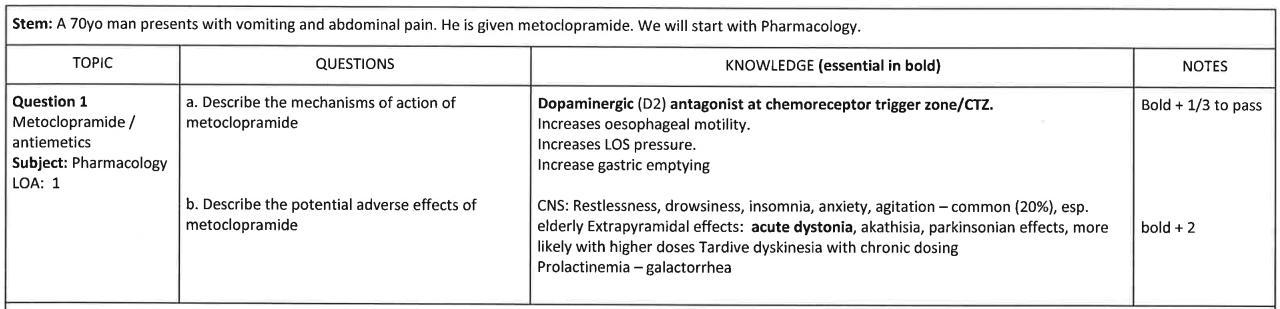 Stem: A 70yo man presents with vomiting and abdominal pain. He is given metoclopramide. We will start with Pharmacology.
TOPIC
QUESTIONS
KNOWLEDGE (essential in bold)
NOTES
Question 1
Metoclopramide /
antiemetics
Subject: Pharmacology
LOA: 1
a. Describe the mechanisms of action of
metoclopramide
Dopaminergic (D2) antagonist at chemoreceptor trigger zone/CTZ.
Increases oesophageal motility.
Increases LOS pressure.
Increase gastric emptying
Bold + 1/3 to pass
b. Describe the potential adverse effects of
metoclopramide
CNS: Restlessness, drowsiness, insomnia, anxiety, agitation – common (20%), esp.
elderly Extrapyramidal effects: acute dystonia, akathisia, parkinsonian effects, more
likely with higher doses Tardive dyskinesia with chronic dosing
Prolactinemia – galactorrhea
bold + 2